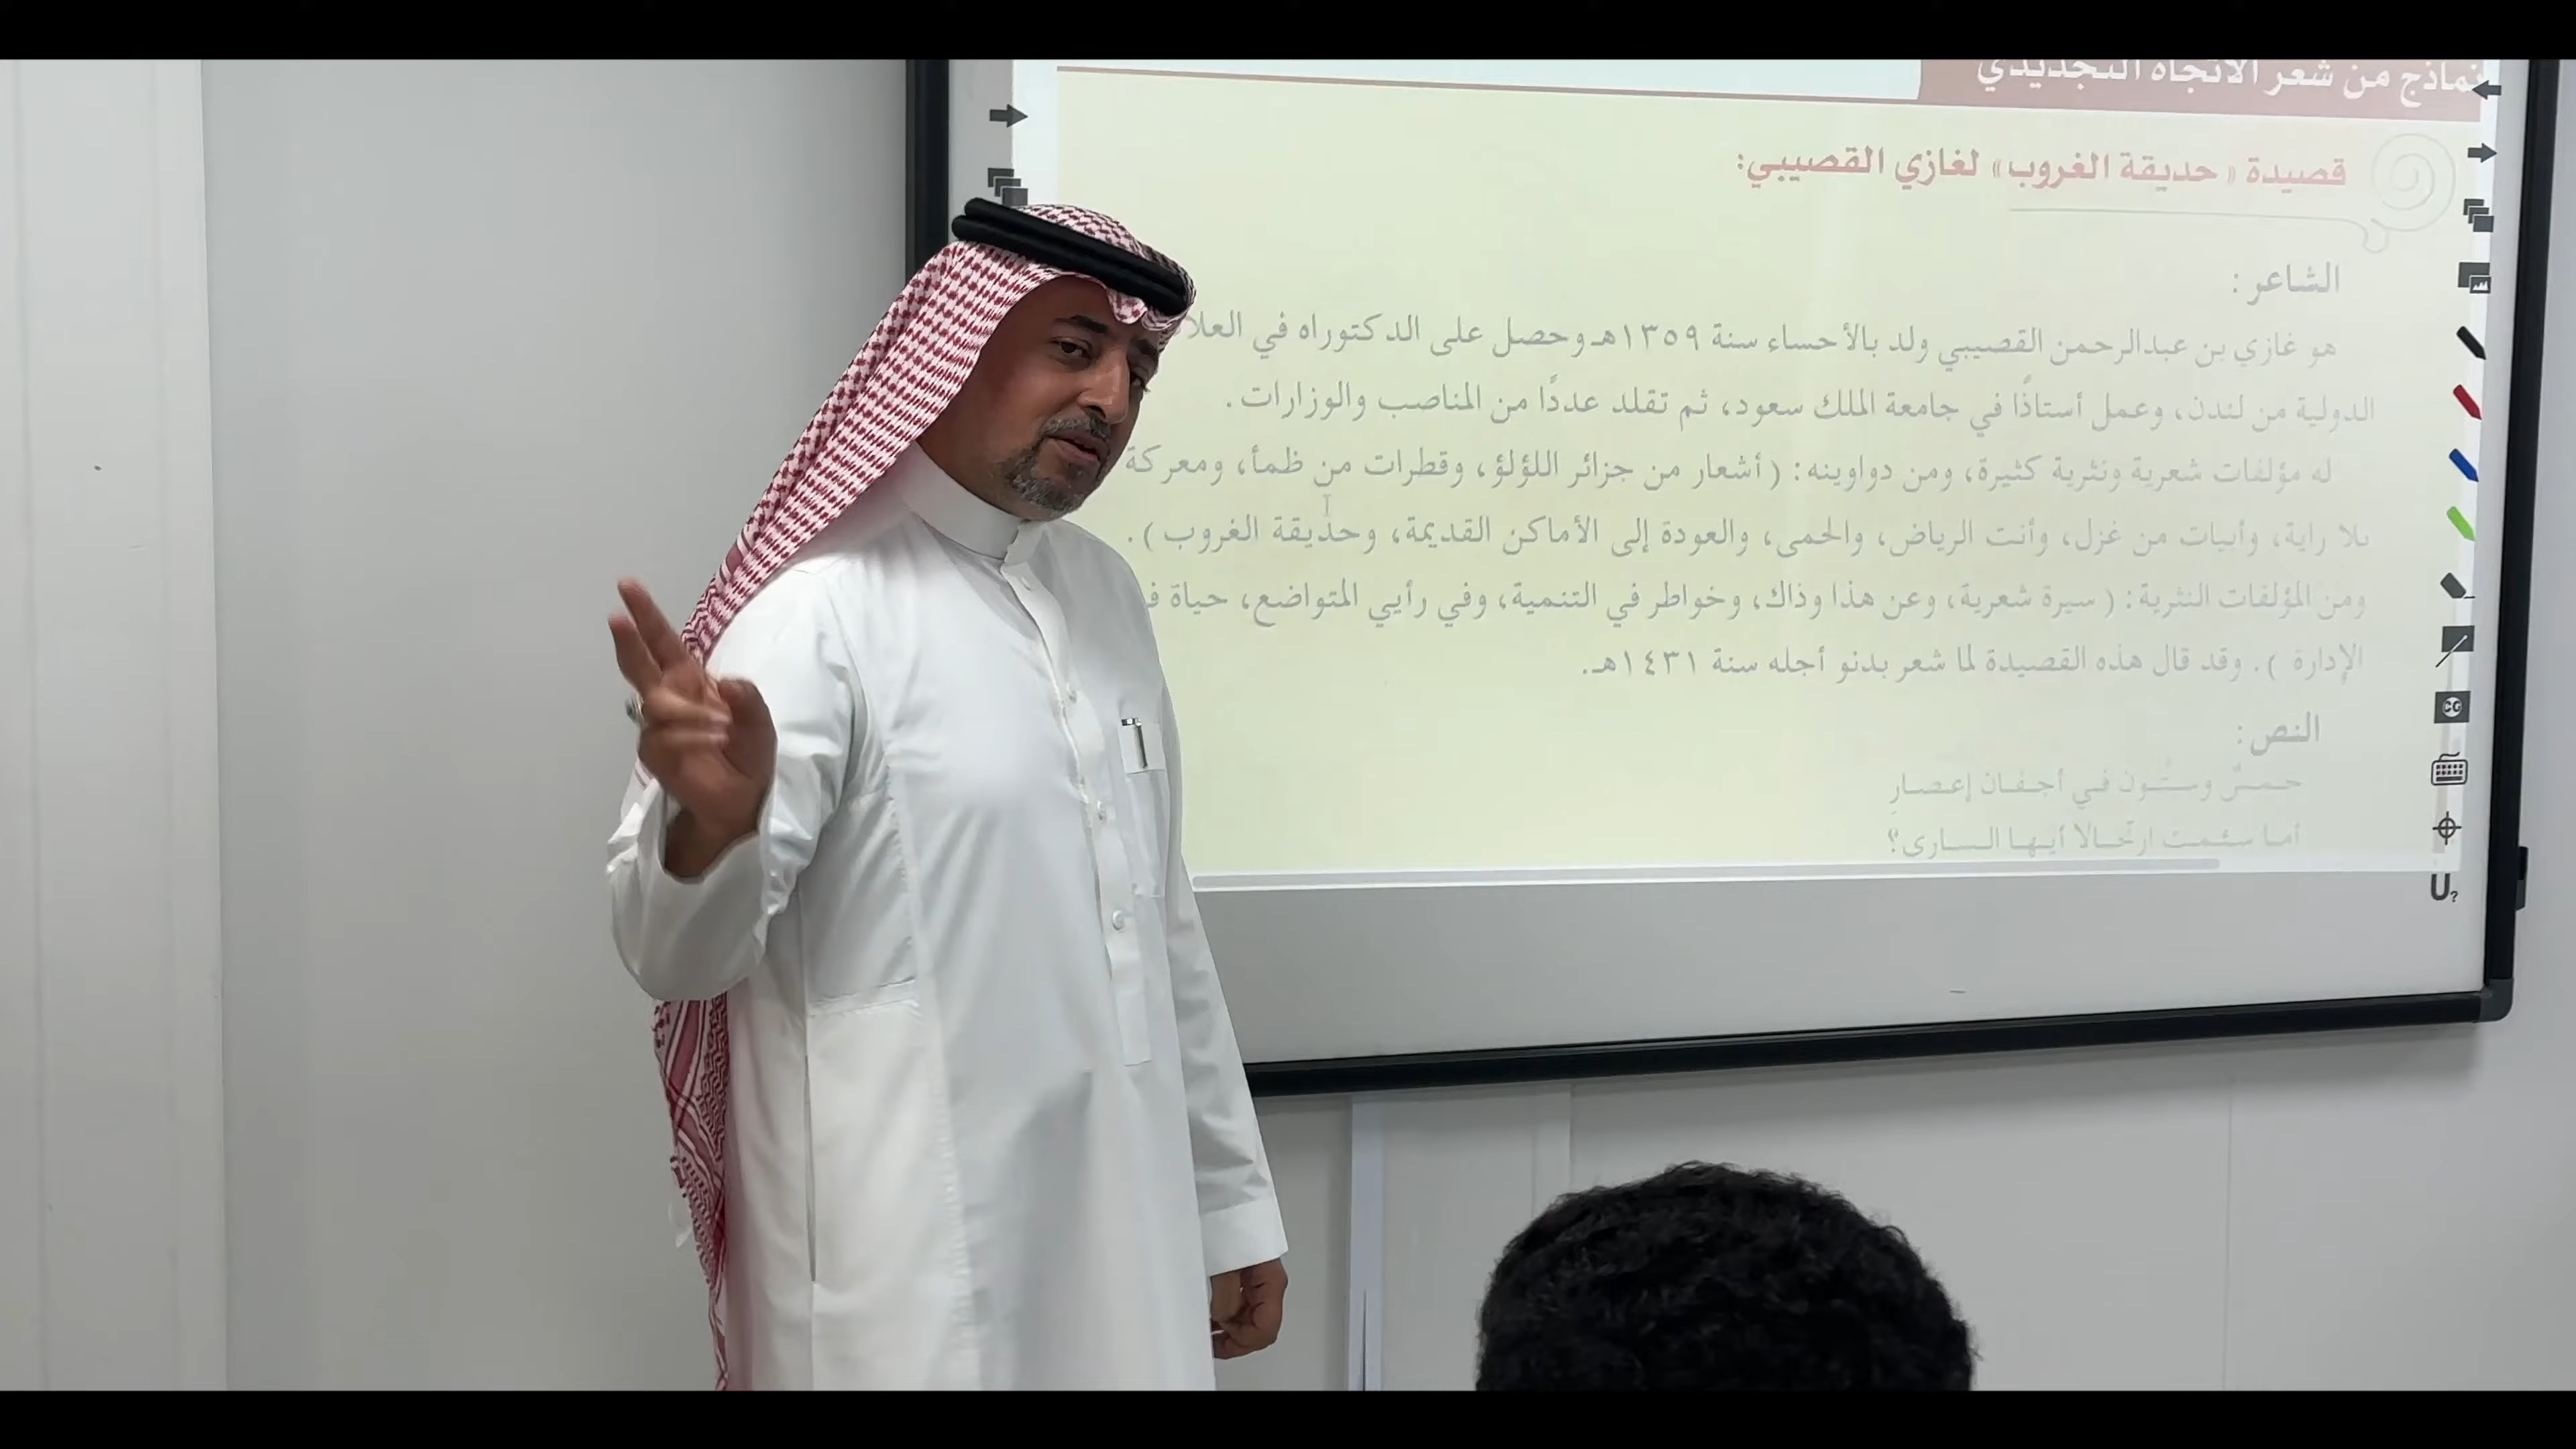 نماذج من شعر الاتجاه التجديدي
قصيدة « حديقة الغروب» لغازي القصيبي:
الشاعر :
هو غازي بن عبدالرحمن القصيبي ولد بالأحساء سنة ١٣٥٩هـ وحصل على الدكتوراه في
الدولية من لندن، وعمل أستاذًا في جامعة الملك سعود، ثم تقلد عددًا من المناصب والوزارات .
له مؤلفات شعرية ونثرية كثيرة، ومن دواوينه: ( أشعار من جزائر اللؤلؤ، وقطرات من ظمأ، ومعركة
بلا راية، وأبيات من غزل، وأنت الرياض، والحمى، والعودة إلى الأماكن القديمة، وحديقة الغروب ) .
ومن المؤلفات النثرية: ( سيرة شعرية، وعن هذا وذاك، وخواطر في التنمية، وفي رأيي المتواضع، حياة
الإدارة ). وقد قال هذه القصيدة لما شعر بدنو أجله سنة ١٤٣١هـ.
النص :
خمسٌ وستُّون في أجفان إعصارِ
أما سئمت ارتحالًا أيها الساري؟
U?
CG